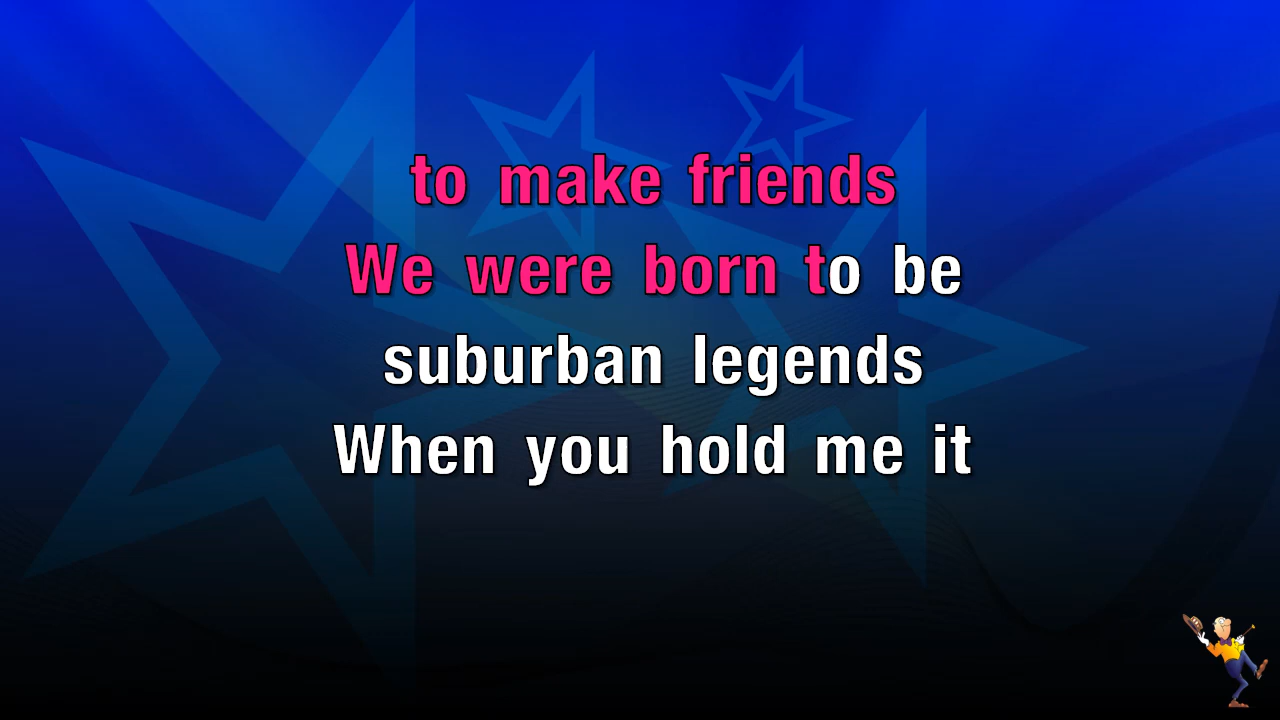 to make friends
We were born to be
suburban legends
When you hold me it